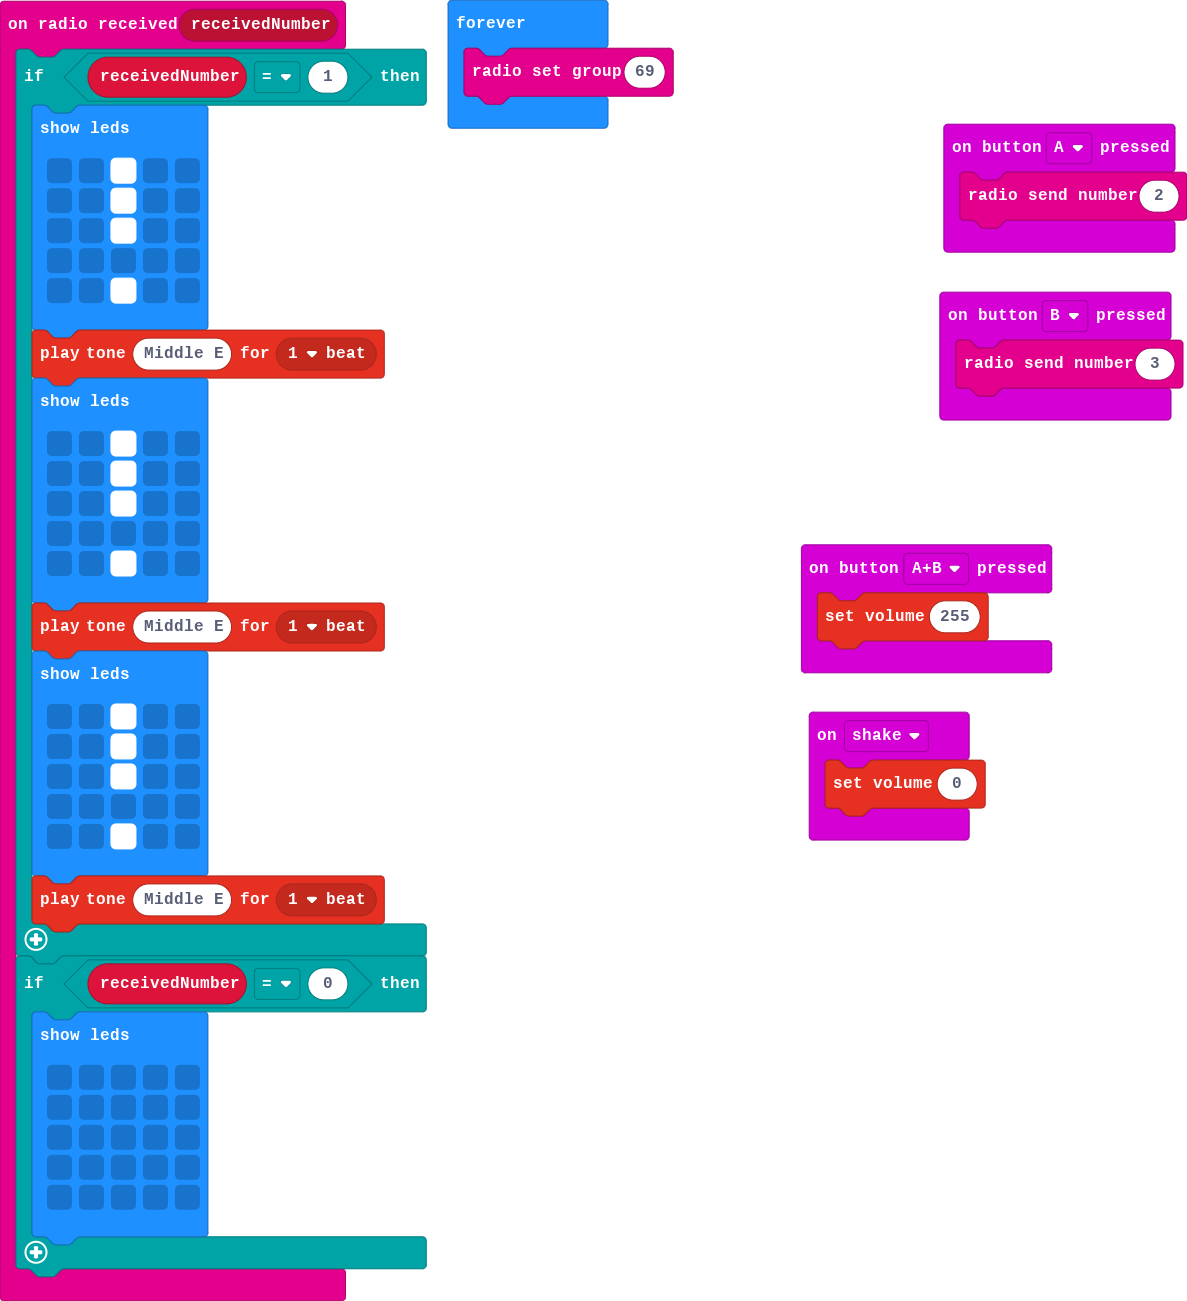 on radio received receivedNumber
if receivedNumber = 1 then
show leds
play tone Middle E for 1 beat
show leds
play tone Middle E for 1 beat
show leds
play tone Middle E for 1 beat
if receivedNumber = 0 then
show leds
forever
radio set group 69
on button A pressed
radio send number 2
on button B pressed
radio send number 3
on button A+B pressed
set volume 255
on shake
set volume 0